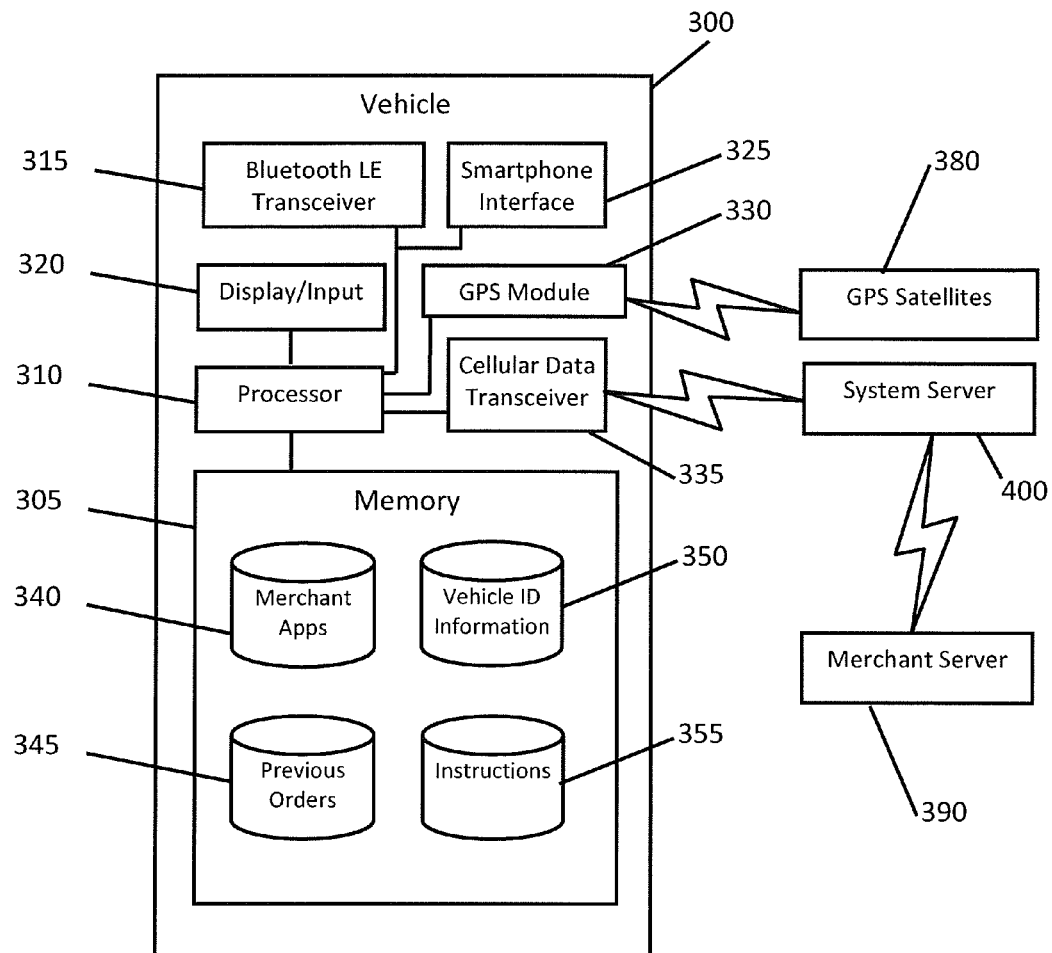 300
Vehicle
315
Bluetooth LE
Transceiver
Smartphone
Interface
325
380
330
320
Display/Input
GPS Module
GPS Satellites
310
Processor
Cellular Data
Transceiver
System Server
335
400
305
Memory
340
Merchant
Apps
Vehicle ID
Information
350
Merchant Server
345
Previous
Orders
Instructions
355
390